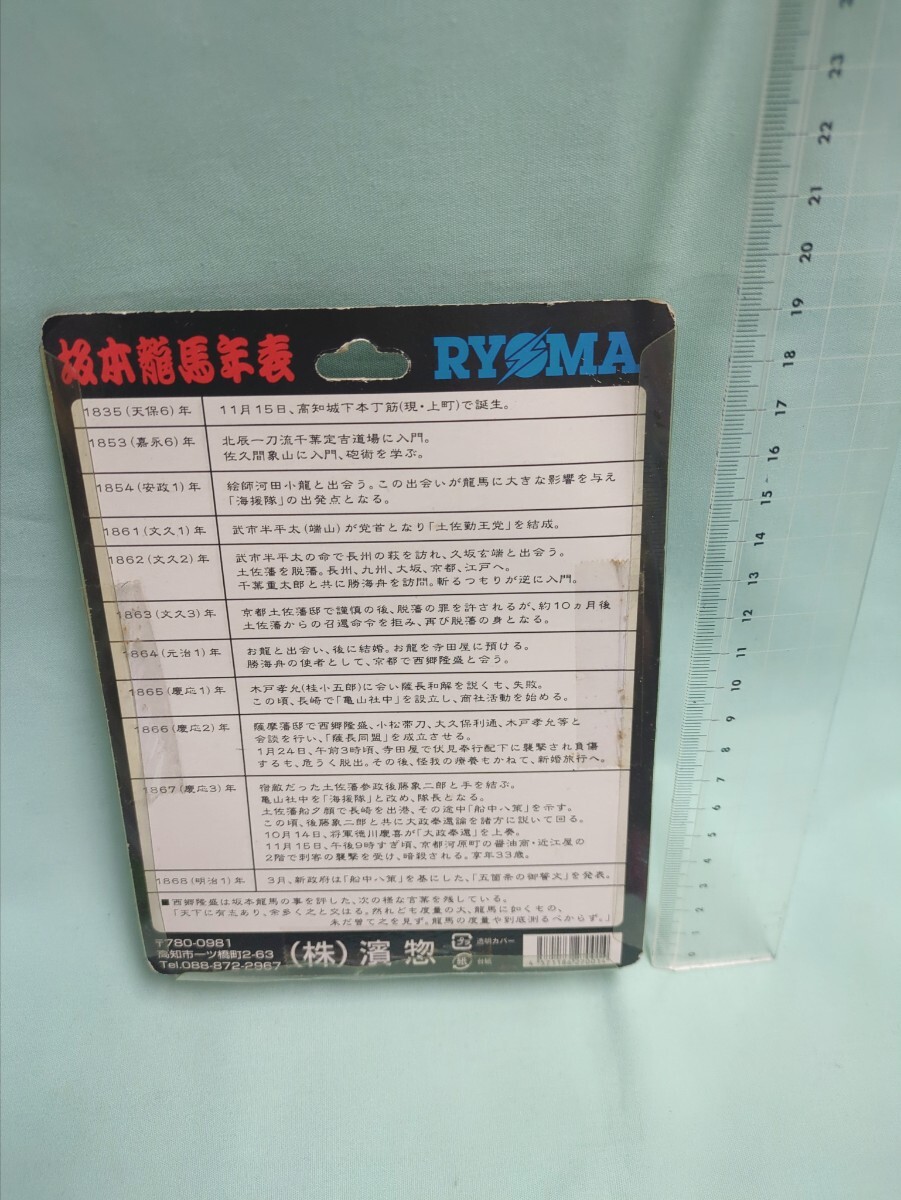 坂本龍馬年表 RYOMA
1835(天保6)年 11月15日、高知城下本丁筋(現・上町)で誕生。
1853(嘉永6)年 北辰一刀流千葉定吉道場に入門。
佐久間象山に入門、砲術を学ぶ。
1854(安政1)年 絵師河田小龍と出会う。この出会いが龍馬に大きな影響を与え
「海援隊」の出発点となる。
1861(文久1)年 武市半平太(端山)が党首となり「土佐勤王党」を結成。
1862(文久2)年 武市半平太の命で長州の萩を訪れ、久坂玄端と出会う。
土佐藩を脱藩。長州、九州、大坂、京都、江戸へ。
千葉重太郎と共に勝海舟を訪問。斬るつもりが逆に入門。
1863(文久3)年 京都土佐藩邸で謹慎の後、脱藩の罪を許されるが、約10ヵ月後
土佐藩からの召還命令を拒み、再び脱藩の身となる。
1864(元治1)年 お龍と出会い、後に結婚。お龍を寺田屋に預ける。
勝海舟の使者として、京都で西郷隆盛と会う。
1865(慶応1)年 木戸孝允(桂小五郎)に会い薩長和解を説くも、失敗。
この頃、長崎で「亀山社中」を設立し、商社活動を始める。
1866(慶応2)年 薩摩藩邸で西郷隆盛、小松帯刀、大久保利通、木戸孝允等と
会談を行い、「薩長同盟」を成立させる。
1月24日、午前3時頃、寺田屋で伏見奉行配下に襲撃され負傷
するも、危うく脱出。その後、怪我の療養もかねて、新婚旅行へ。
1867(慶応3)年 宿敵だった土佐藩参政後藤象二郎と手を結ぶ。
亀山社中を「海援隊」と改め、隊長となる。
土佐藩船夕顔で長崎を出港、その途中「船中八策」を示す。
この頃、後藤象二郎と共に大政奉還論を諸方に説いて回る。
10月14日、将軍徳川慶喜が「大政奉還」を上奏。
11月15日、午後9時すぎ頃、京都河原町の醤油商・近江屋の
2階で刺客の襲撃を受け、暗殺される。享年33歳。
1868(明治1)年 3月、新政府は「船中八策」を基にした、「五箇条の御誓文」を発表。
■西郷隆盛は坂本龍馬の事を評した、次の様な言葉を残している。
「天下に有志あり、余多く之と交はる。然れども度量の大、龍馬に如くもの、
未だ曾て之を見ず。龍馬の度量や到底測るべからず。」
〒780-0981
高知市一ツ橋町2-63
Tel.088-872-2967
(株)濱惣
プラ 透明カバー
紙 台紙
0 1 2 3 4 5 6 7 8 9 10 11 12 13 14 15 16 17 18 19 20 21 22 23